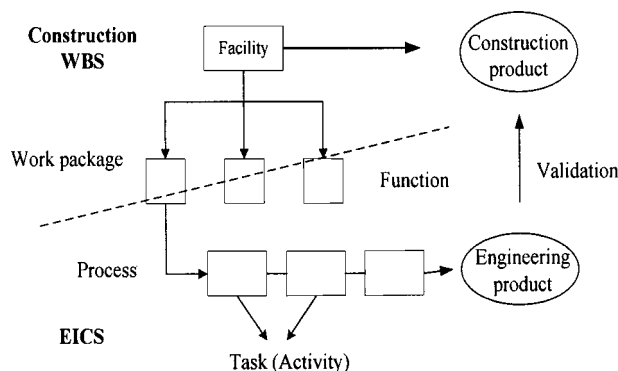 Construction
WBS
Facility
Construction
product
Work package
Function
Validation
Process
Engineering
product
EICS
Task (Activity)